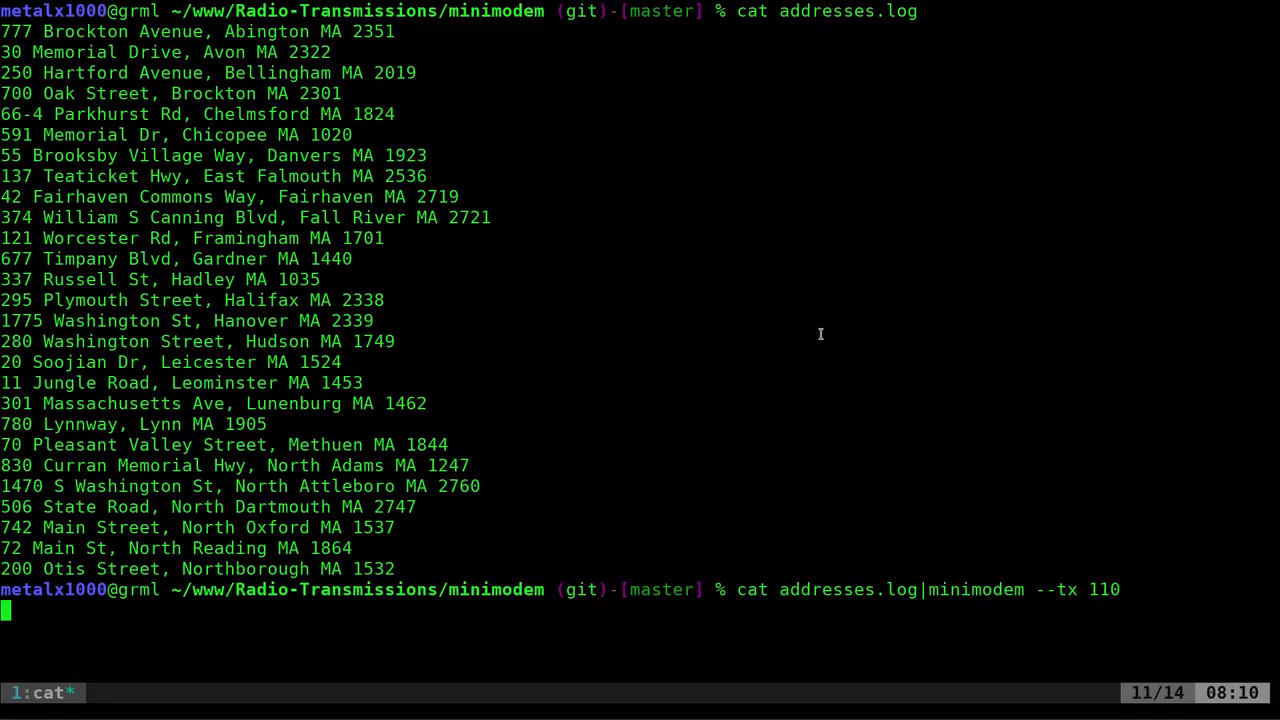 metalx1000@grml ~/www/Radio-Transmissions/minimodem (git)-[master] % cat addresses.log
777 Brockton Avenue, Abington MA 2351
30 Memorial Drive, Avon MA 2322
250 Hartford Avenue, Bellingham MA 2019
700 Oak Street, Brockton MA 2301
66-4 Parkhurst Rd, Chelmsford MA 1824
591 Memorial Dr, Chicopee MA 1020
55 Brooksby Village Way, Danvers MA 1923
137 Teaticket Hwy, East Falmouth MA 2536
42 Fairhaven Commons Way, Fairhaven MA 2719
374 William S Canning Blvd, Fall River MA 2721
121 Worcester Rd, Framingham MA 1701
677 Timpany Blvd, Gardner MA 1440
337 Russell St, Hadley MA 1035
295 Plymouth Street, Halifax MA 2338
1775 Washington St, Hanover MA 2339
280 Washington Street, Hudson MA 1749
20 Soojian Dr, Leicester MA 1524
11 Jungle Road, Leominster MA 1453
301 Massachusetts Ave, Lunenburg MA 1462
780 Lynnway, Lynn MA 1905
70 Pleasant Valley Street, Methuen MA 1844
830 Curran Memorial Hwy, North Adams MA 1247
1470 S Washington St, North Attleboro MA 2760
506 State Road, North Dartmouth MA 2747
742 Main Street, North Oxford MA 1537
72 Main St, North Reading MA 1864
200 Otis Street, Northborough MA 1532
metalx1000@grml ~/www/Radio-Transmissions/minimodem (git)-[master] % cat addresses.log|minimodem --tx 110
1:cat* 11/14 08:10